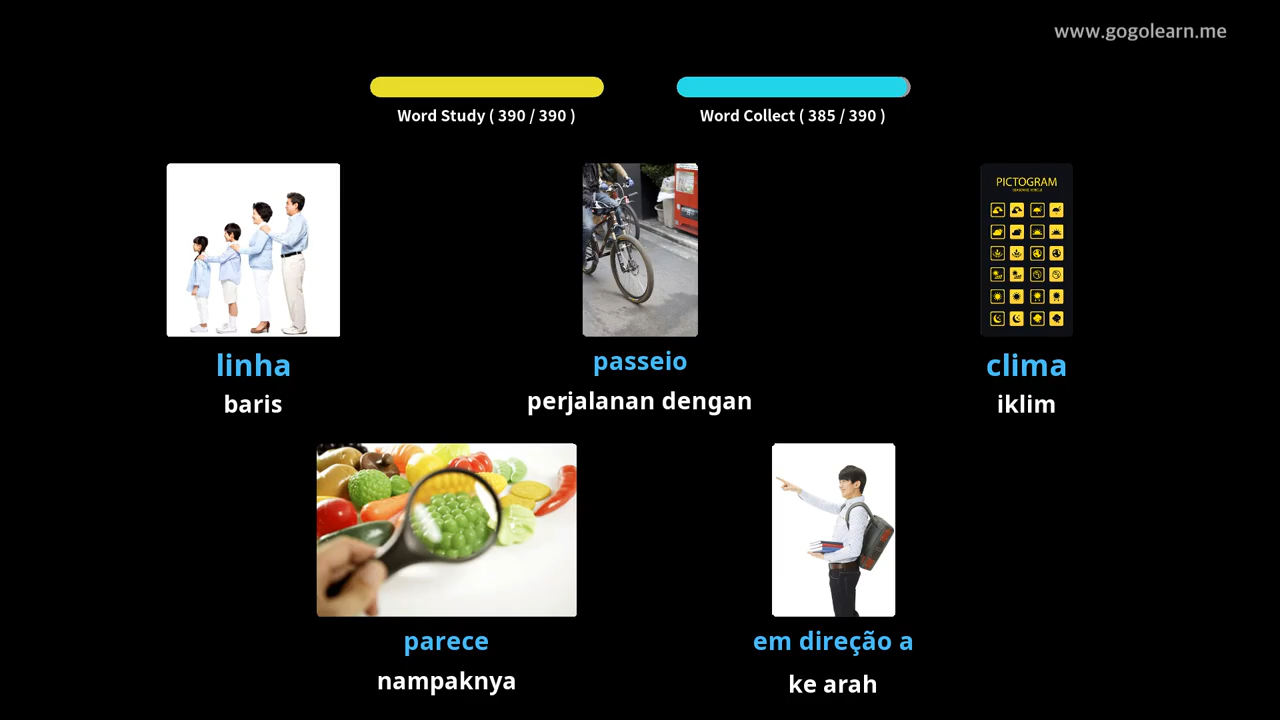 www.gogolearn.me
Word Study ( 390 / 390 )
Word Collect ( 385 / 390 )
PICTOGRAM
linha
baris
passeio
perjalanan dengan
clima
iklim
parece
nampaknya
em direção a
ke arah